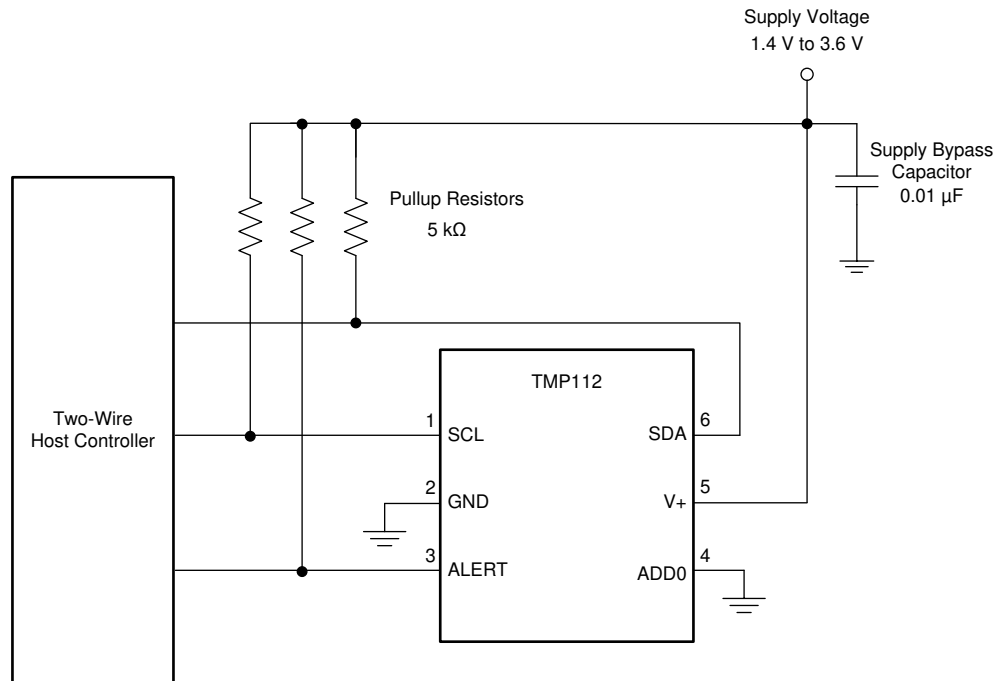 Supply Voltage
1.4 V to 3.6 V
Supply Bypass
Capacitor
0.01 µF
Pullup Resistors
5 kΩ
Two-Wire
Host Controller
TMP112
1
SCL
SDA
6
2
GND
V+
5
3
ALERT
ADD0
4